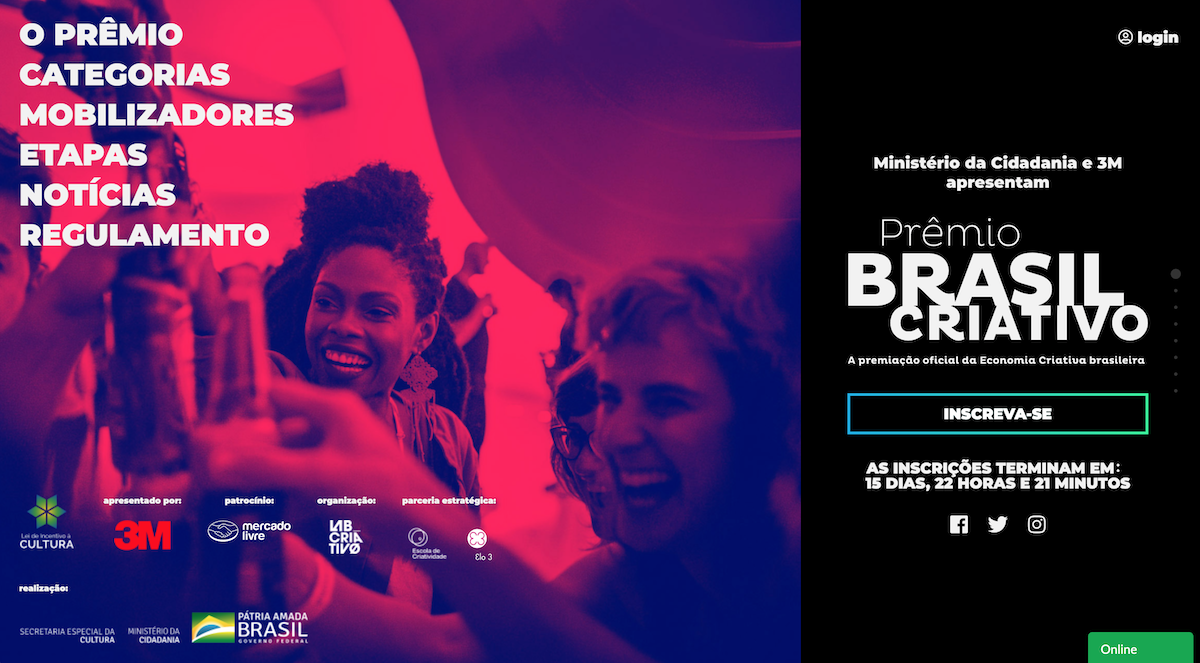 O PRÊMIO
CATEGORIAS
MOBILIZADORES
ETAPAS
NOTÍCIAS
REGULAMENTO
login
Ministério da Cidadania e 3M
apresentam
Prêmio
BRASIL
CRIATIVO
A premiação oficial da Economia Criativa brasileira
INSCREVA-SE
AS INSCRIÇÕES TERMINAM EM:
15 DIAS, 22 HORAS E 21 MINUTOS
Lei de Incentivo à
CULTURA
apresentado por:
3M
patrocínio:
mercado
livre
organização:
LAB
CRIA
TIVO
parceria estratégica:
Escola de
Criatividade
Elo 3
realização:
SECRETARIA ESPECIAL DA
CULTURA
MINISTÉRIO DA
CIDADANIA
PÁTRIA AMADA
BRASIL
GOVERNO FEDERAL
Online